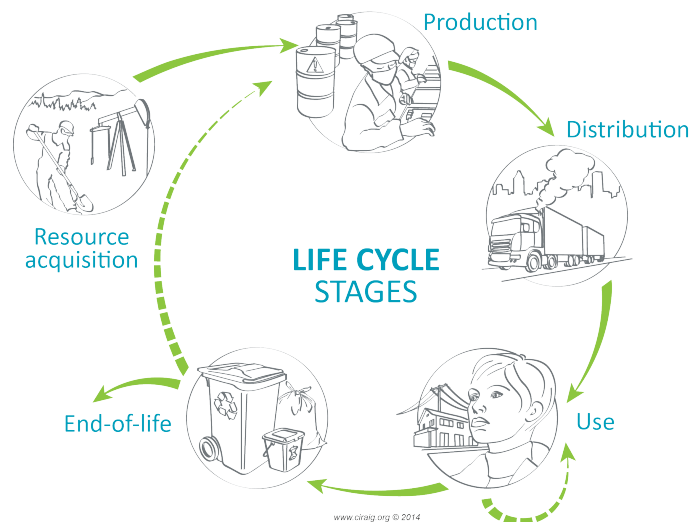 Production
Distribution
Resource
acquisition
LIFE CYCLE
STAGES
End-of-life
Use
www.ciraig.org © 2014